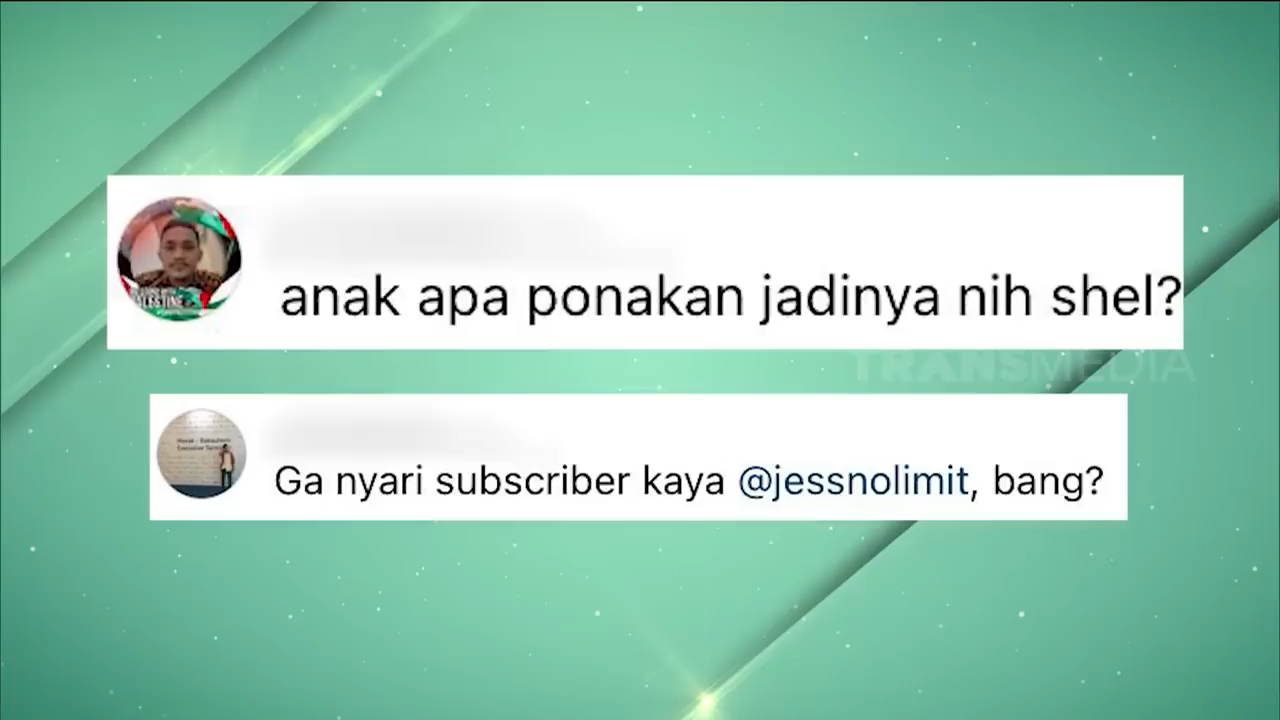 anak apa ponakan jadinya nih shel?
TRANSMEDIA
Ga nyari subscriber kaya @jessnolimit, bang?